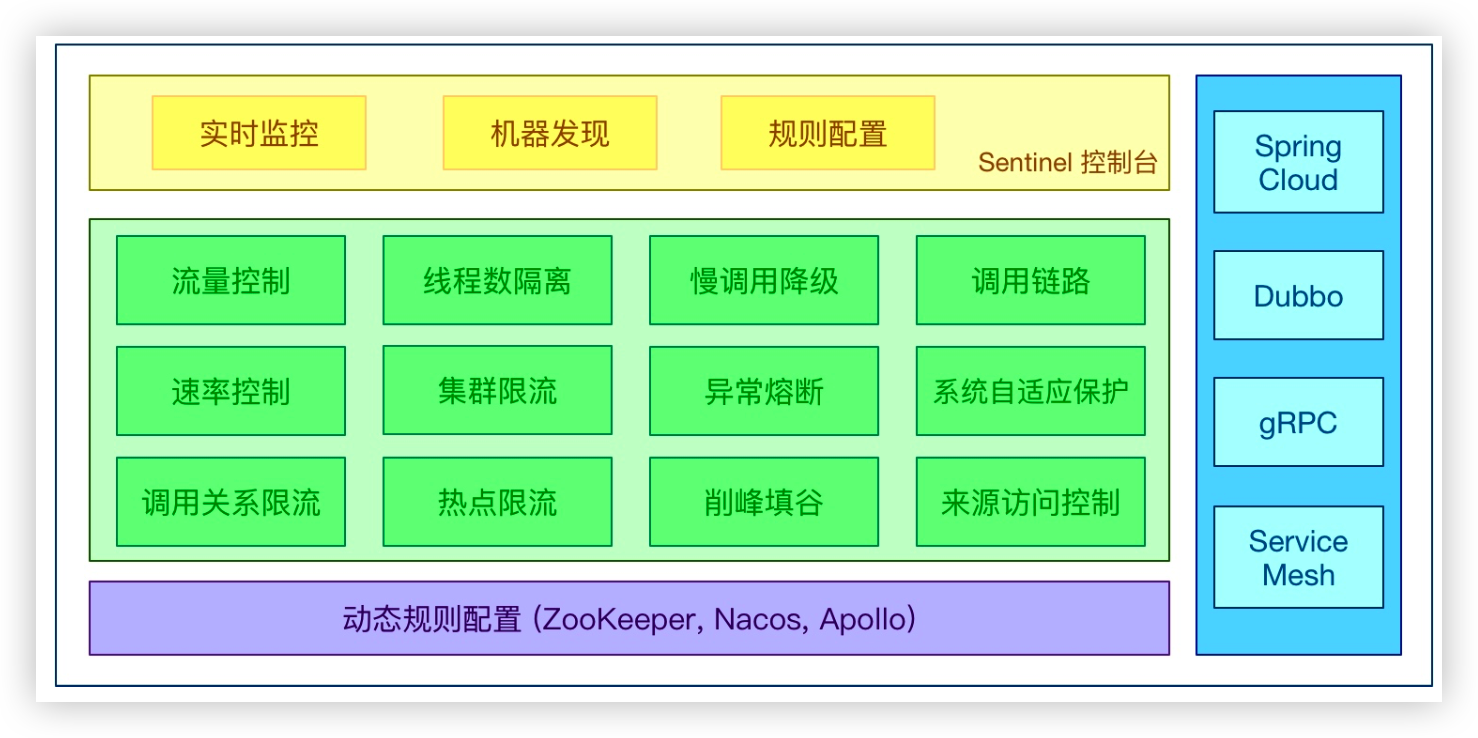 实时监控
机器发现
规则配置
Sentinel 控制台
流量控制
线程数隔离
慢调用降级
调用链路
速率控制
集群限流
异常熔断
系统自适应保护
调用关系限流
热点限流
削峰填谷
来源访问控制
动态规则配置 (ZooKeeper, Nacos, Apollo)
Spring
Cloud
Dubbo
gRPC
Service
Mesh